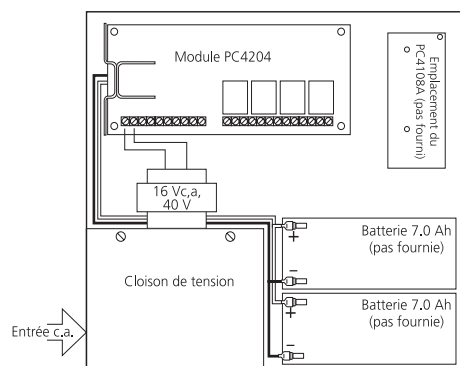 Module PC4204
Emplacement du
PC4108A (pas
fourni)
16 Vc,a,
40 V
+
Batterie 7.0 Ah
(pas fournie)
–
Cloison de tension
+
Batterie 7.0 Ah
(pas fournie)
–
Entrée c.a.